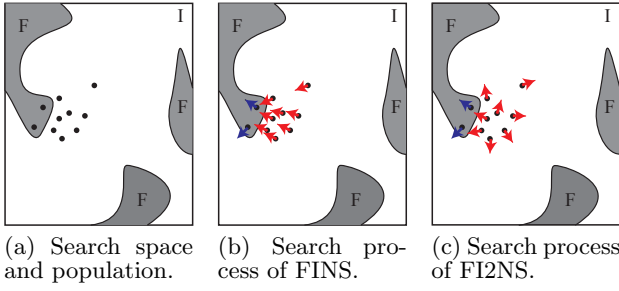 F I F F
F I F F
F I F F
(a) Search space
and population.
(b) Search pro-
cess of FINS.
(c) Search process
of FI2NS.